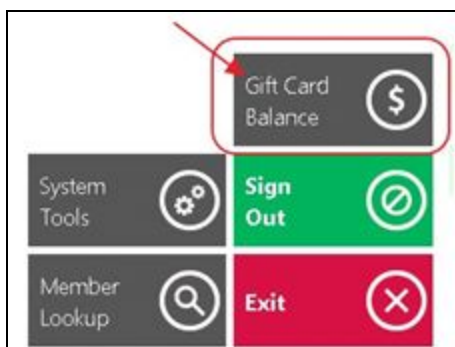 Gift Card
Balance
$
System
Tools
Sign
Out
Member
Lookup
Exit